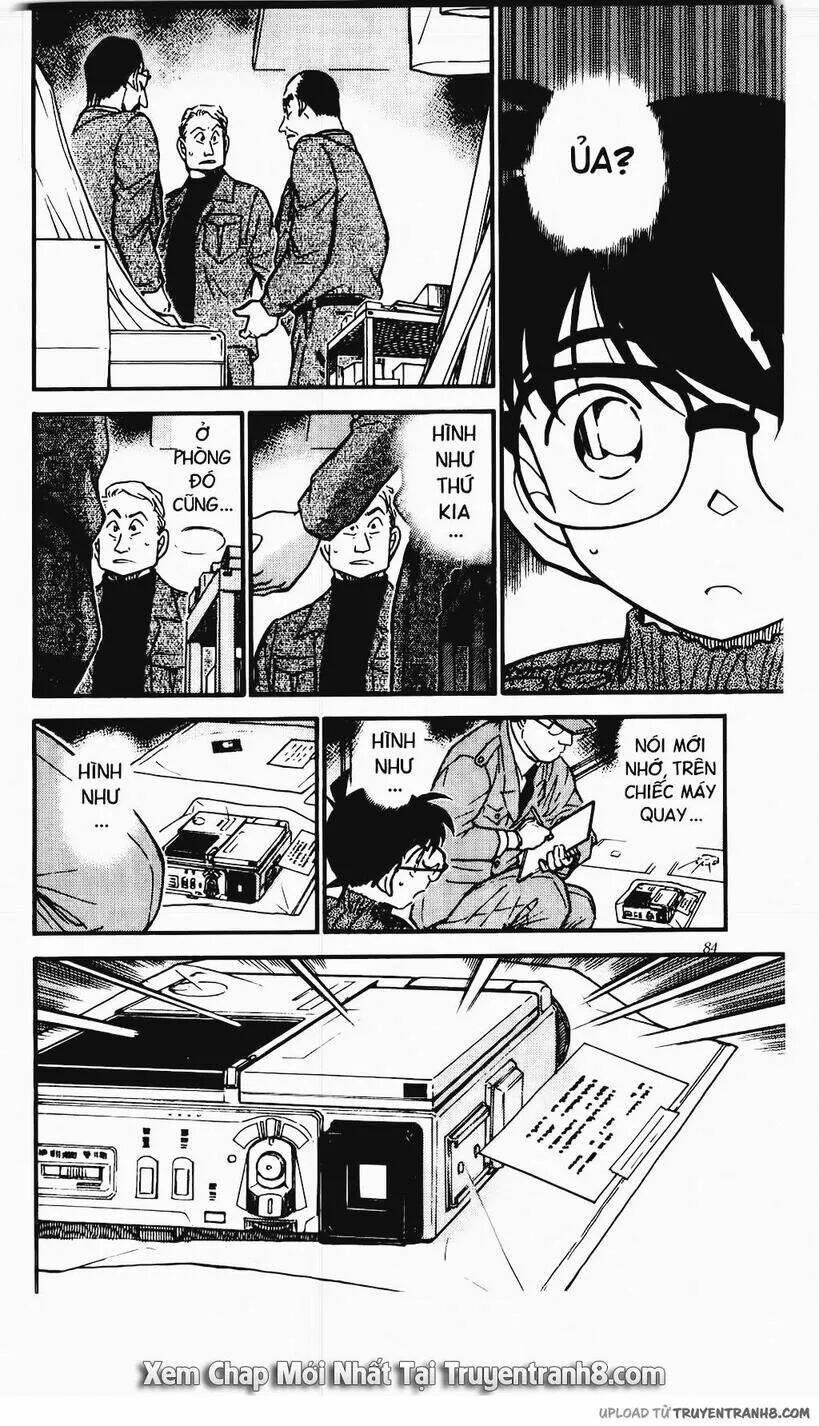 ỦA?
HÌNH
NHƯ
THỨ
KIA
...
Ở
PHÒNG
ĐÓ
CŨNG...
NÓI MỚI
NHỚ, TRÊN
CHIẾC MÁY
QUAY...
HÌNH
NHƯ
...
HÌNH
NHƯ
...
84
Xem Chap Mới Nhất Tại Truyentranh8.com
UPLOAD TỪ TRUYENTRANH8.COM